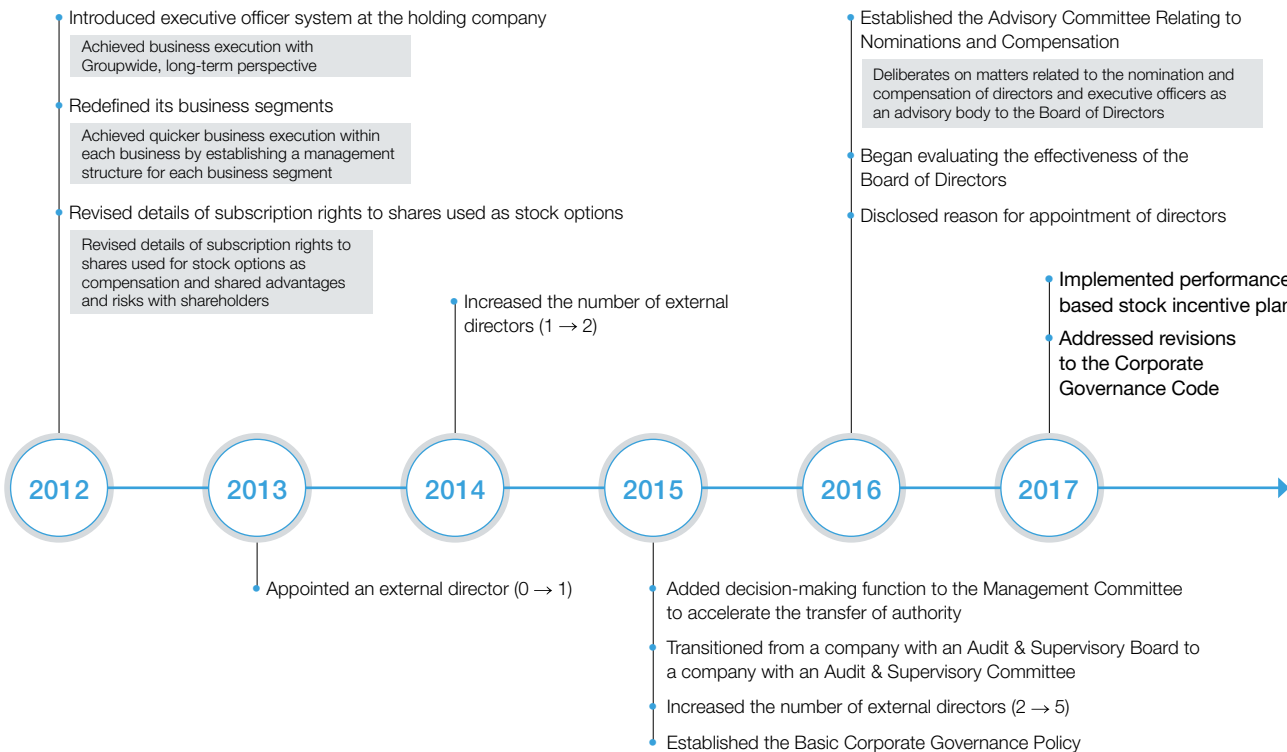 Introduced executive officer system at the holding company
Achieved business execution with
Groupwide, long-term perspective
Redefined its business segments
Achieved quicker business execution within
each business by establishing a management
structure for each business segment
Revised details of subscription rights to shares used as stock options
Revised details of subscription rights to
shares used for stock options as
compensation and shared advantages
and risks with shareholders
Increased the number of external
directors (1 → 2)
Established the Advisory Committee Relating to
Nominations and Compensation
Deliberates on matters related to the nomination and
compensation of directors and executive officers as
an advisory body to the Board of Directors
Began evaluating the effectiveness of the
Board of Directors
Disclosed reason for appointment of directors
Implemented performance
based stock incentive plan
Addressed revisions
to the Corporate
Governance Code
2012
2013
2014
2015
2016
2017
Appointed an external director (0 → 1)
Added decision-making function to the Management Committee
to accelerate the transfer of authority
Transitioned from a company with an Audit & Supervisory Board to
a company with an Audit & Supervisory Committee
Increased the number of external directors (2 → 5)
Established the Basic Corporate Governance Policy